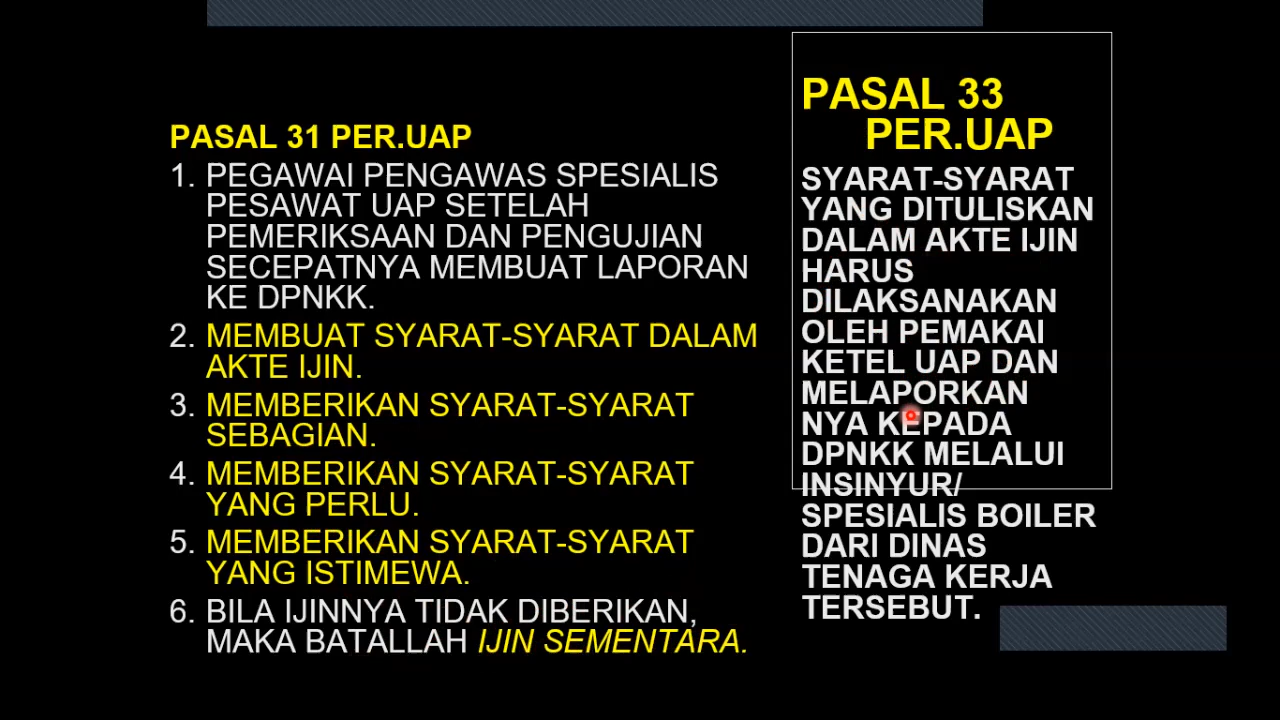 PASAL 31 PER.UAP
1. PEGAWAI PENGAWAS SPESIALIS
PESAWAT UAP SETELAH
PEMERIKSAAN DAN PENGUJIAN
SECEPATNYA MEMBUAT LAPORAN
KE DPNKK.
2. MEMBUAT SYARAT-SYARAT DALAM
AKTE IJIN.
3. MEMBERIKAN SYARAT-SYARAT
SEBAGIAN.
4. MEMBERIKAN SYARAT-SYARAT
YANG PERLU.
5. MEMBERIKAN SYARAT-SYARAT
YANG ISTIMEWA.
6. BILA IJINNYA TIDAK DIBERIKAN,
MAKA BATALLAH IJIN SEMENTARA.
PASAL 33
PER.UAP
SYARAT-SYARAT
YANG DITULISKAN
DALAM AKTE IJIN
HARUS
DILAKSANAKAN
OLEH PEMAKAI
KETEL UAP DAN
MELAPORKAN
NYA KEPADA
DPNKK MELALUI
INSINYUR/
SPESIALIS BOILER
DARI DINAS
TENAGA KERJA
TERSEBUT.